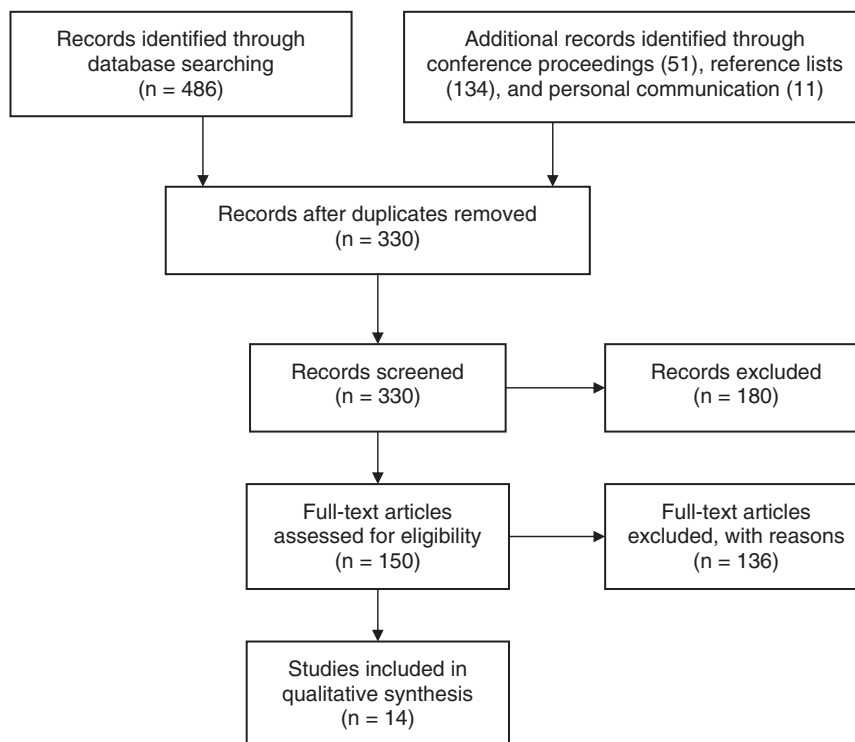 Records identified through
database searching
(n = 486)
Additional records identified through
conference proceedings (51), reference lists
(134), and personal communication (11)
Records after duplicates removed
(n = 330)
Records screened
(n = 330)
Records excluded
(n = 180)
Full-text articles
assessed for eligibility
(n = 150)
Full-text articles
excluded, with reasons
(n = 136)
Studies included in
qualitative synthesis
(n = 14)